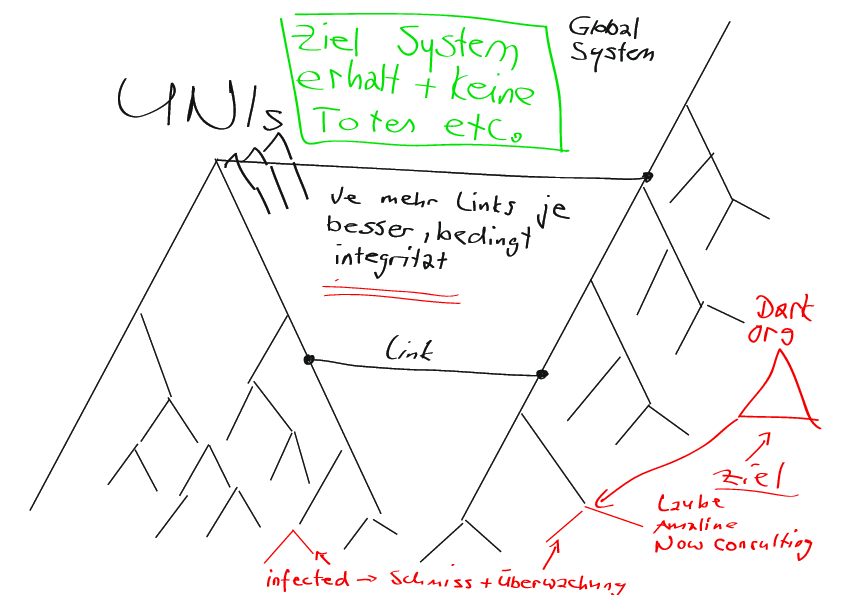 Ziel System
erhalt + keine
Toten etc.
Global
System
UNIs
Je mehr Links je
besser, bedingt
integrität
Link
Dark
org
Ziel
Laube
Amaline
Now Consulting
infected → Schmiss + Überwachung